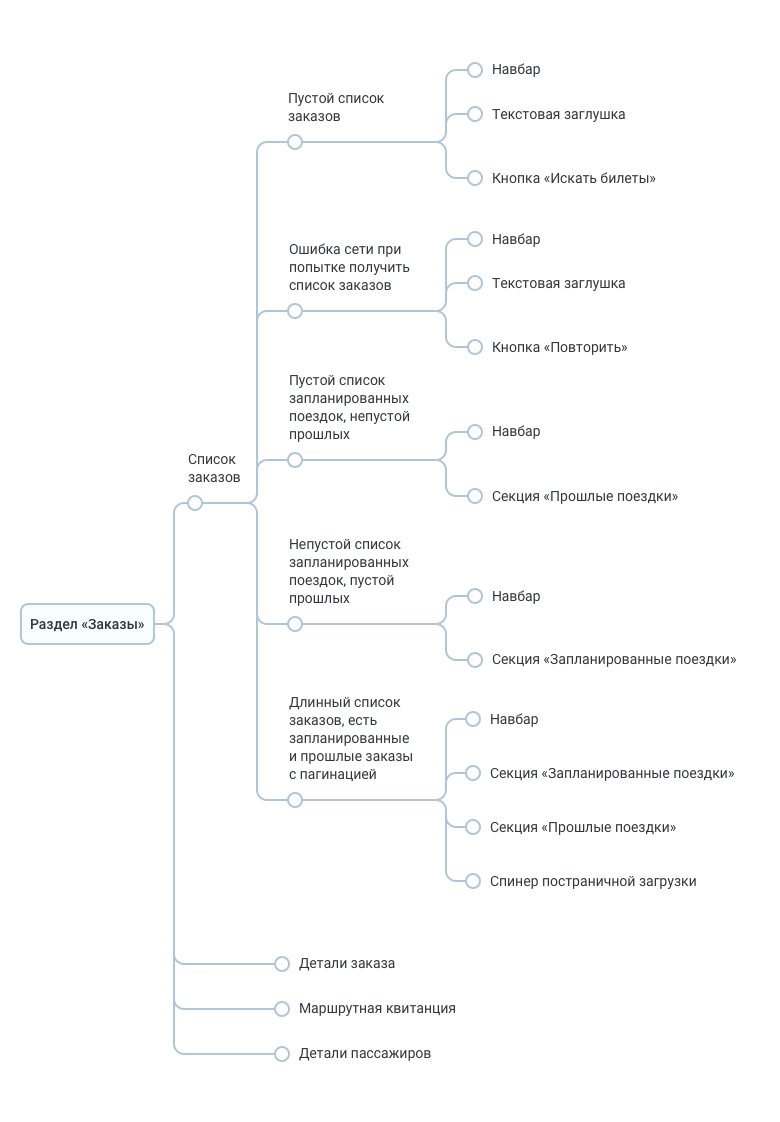 Раздел «Заказы»
Список
заказов
Пустой список
заказов
Навбар
Текстовая заглушка
Кнопка «Искать билеты»
Ошибка сети при
попытке получить
список заказов
Навбар
Текстовая заглушка
Кнопка «Повторить»
Пустой список
запланированных
поездок, непустой
прошлых
Навбар
Секция «Прошлые поездки»
Непустой список
запланированных
поездок, пустой
прошлых
Навбар
Секция «Запланированные поездки»
Длинный список
заказов, есть
запланированные
и прошлые заказы
с пагинацией
Навбар
Секция «Запланированные поездки»
Секция «Прошлые поездки»
Спинер постраничной загрузки
Детали заказа
Маршрутная квитанция
Детали пассажиров